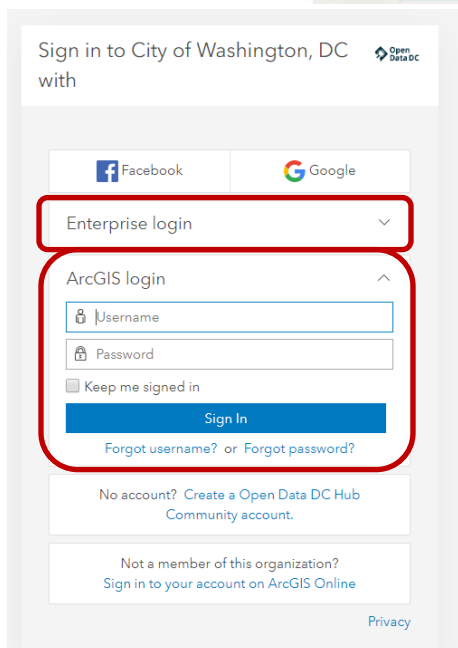 Sign in to City of Washington, DC
with
Open
Data DC
Facebook
Google
Enterprise login
ArcGIS login
Username
Password
Keep me signed in
Sign In
Forgot username? or Forgot password?
No account? Create a Open Data DC Hub
Community account.
Not a member of this organization?
Sign in to your account on ArcGIS Online
Privacy